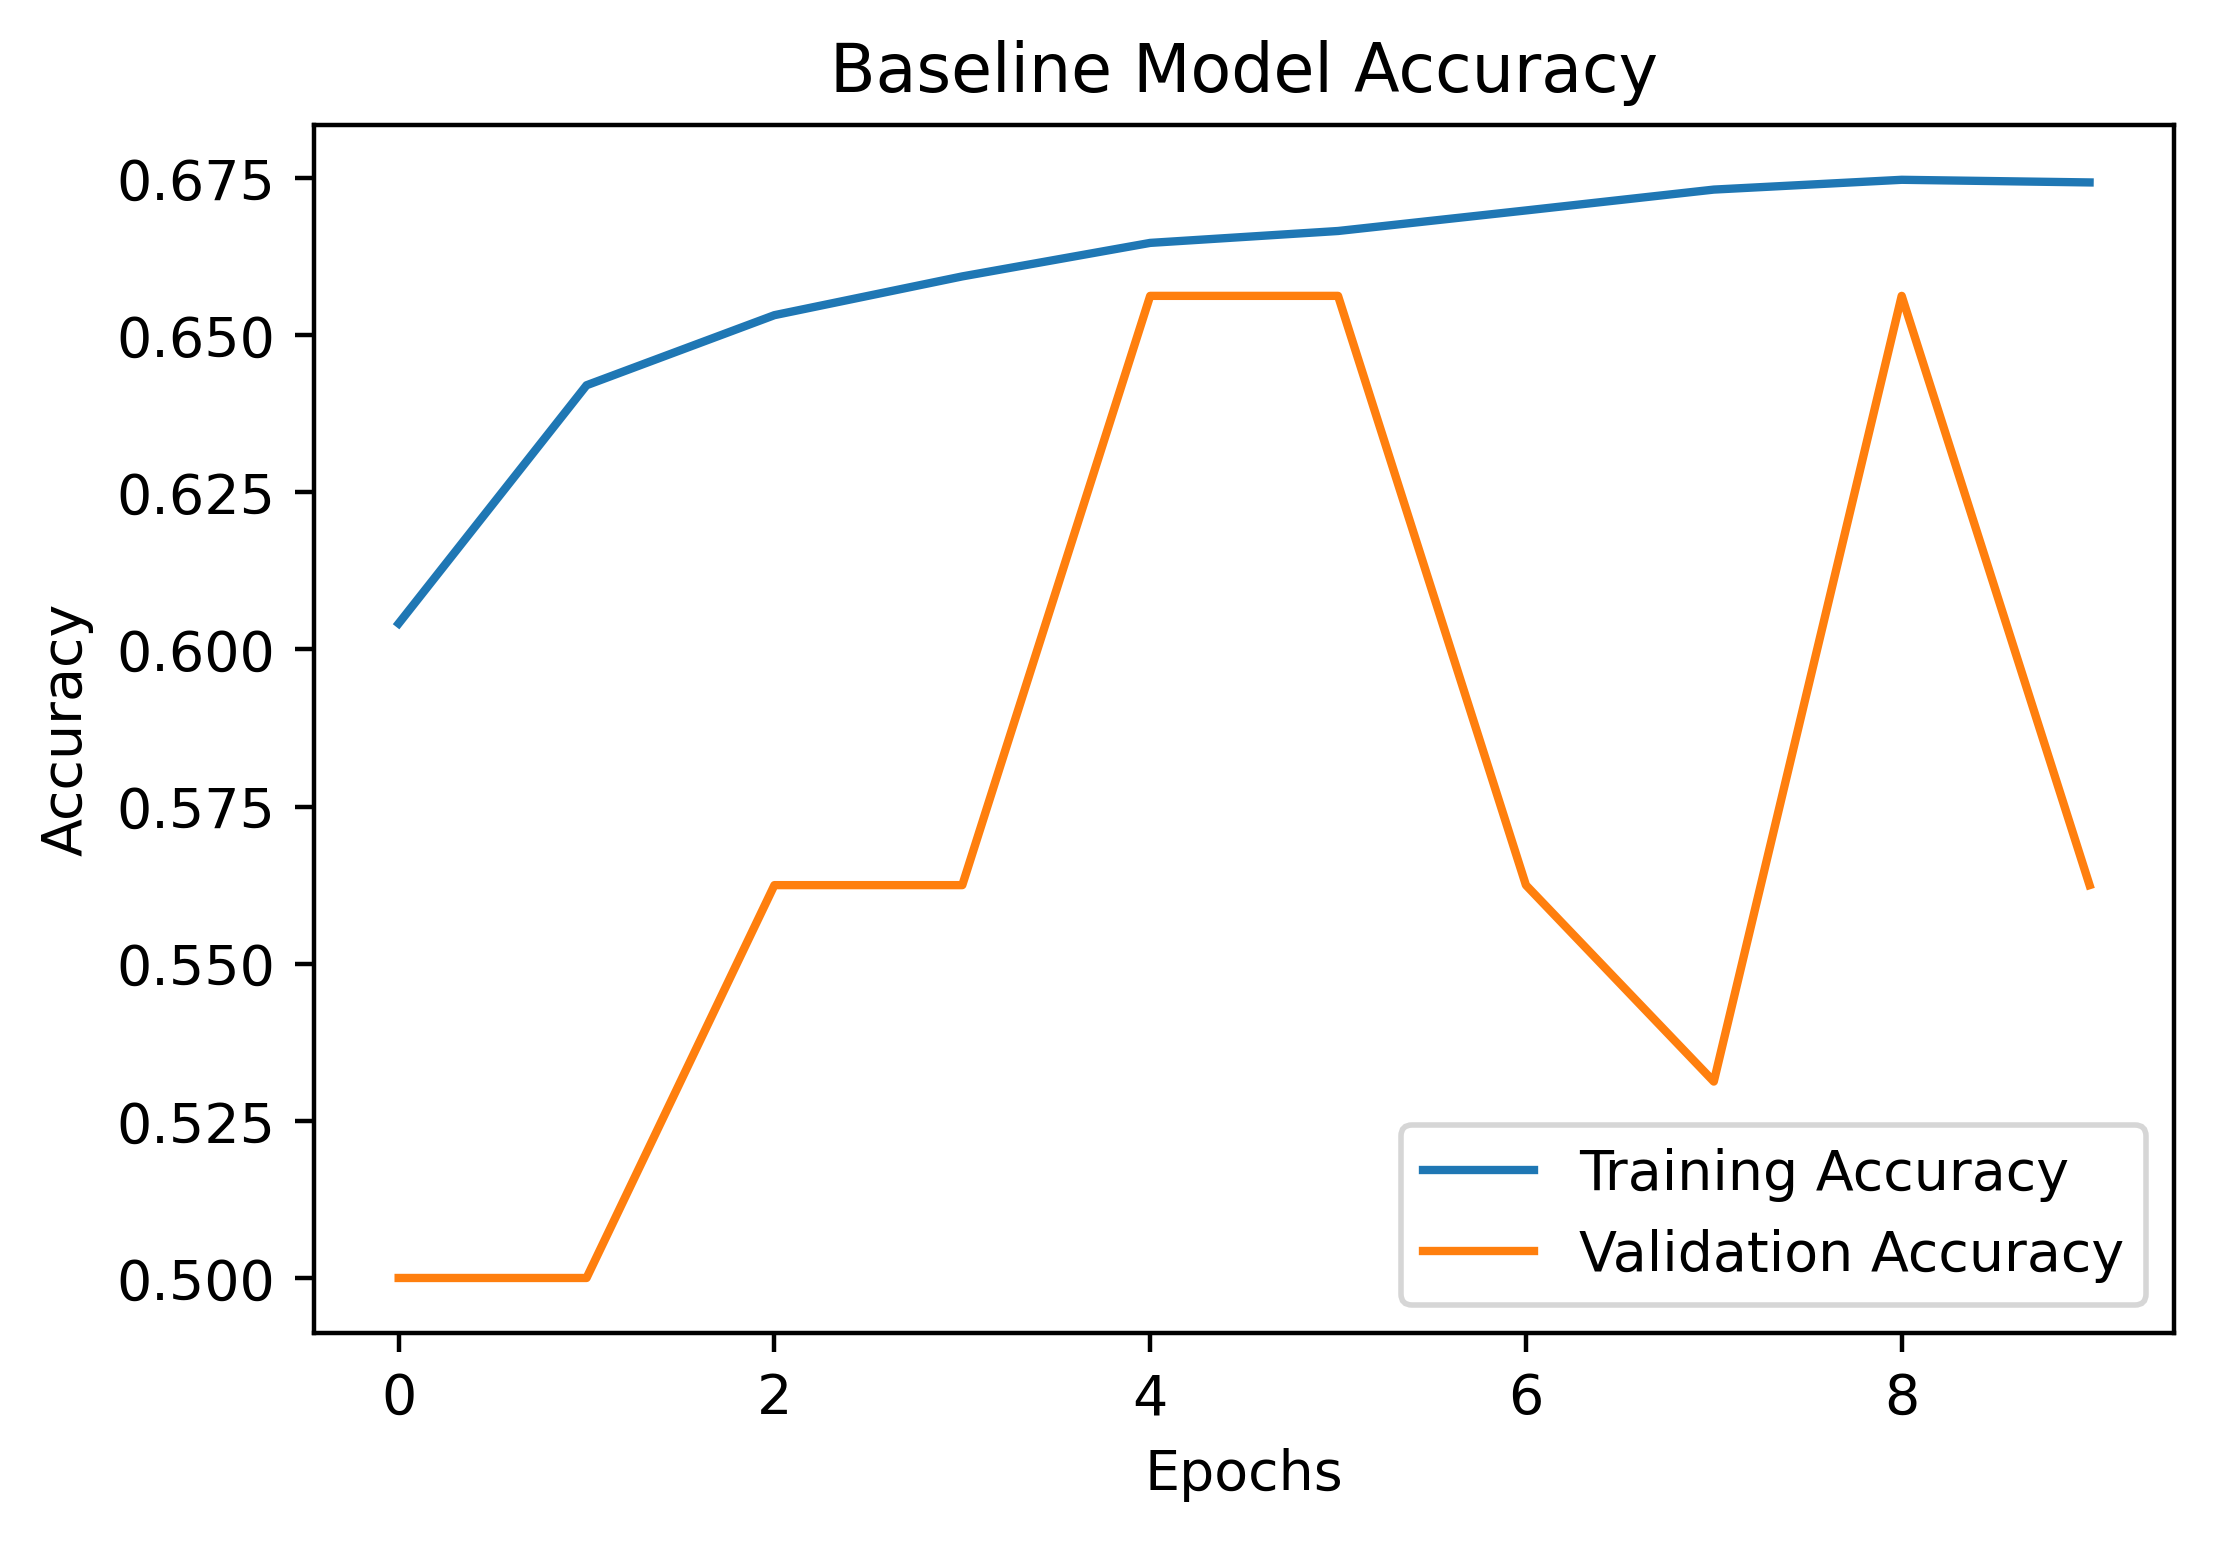 Baseline Model Accuracy
0.675
0.650
0.625
0.600
0.575
0.550
0.525
0.500
Accuracy
Training Accuracy
Validation Accuracy
0 2 4 6 8
Epochs